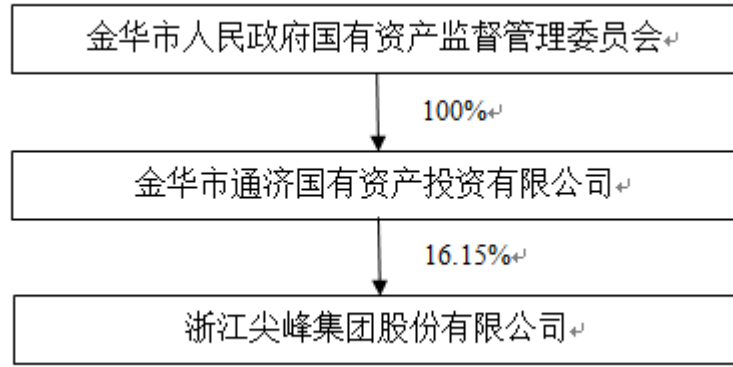 金华市人民政府国有资产监督管理委员会
100%
金华市通济国有资产投资有限公司
16.15%
浙江尖峰集团股份有限公司